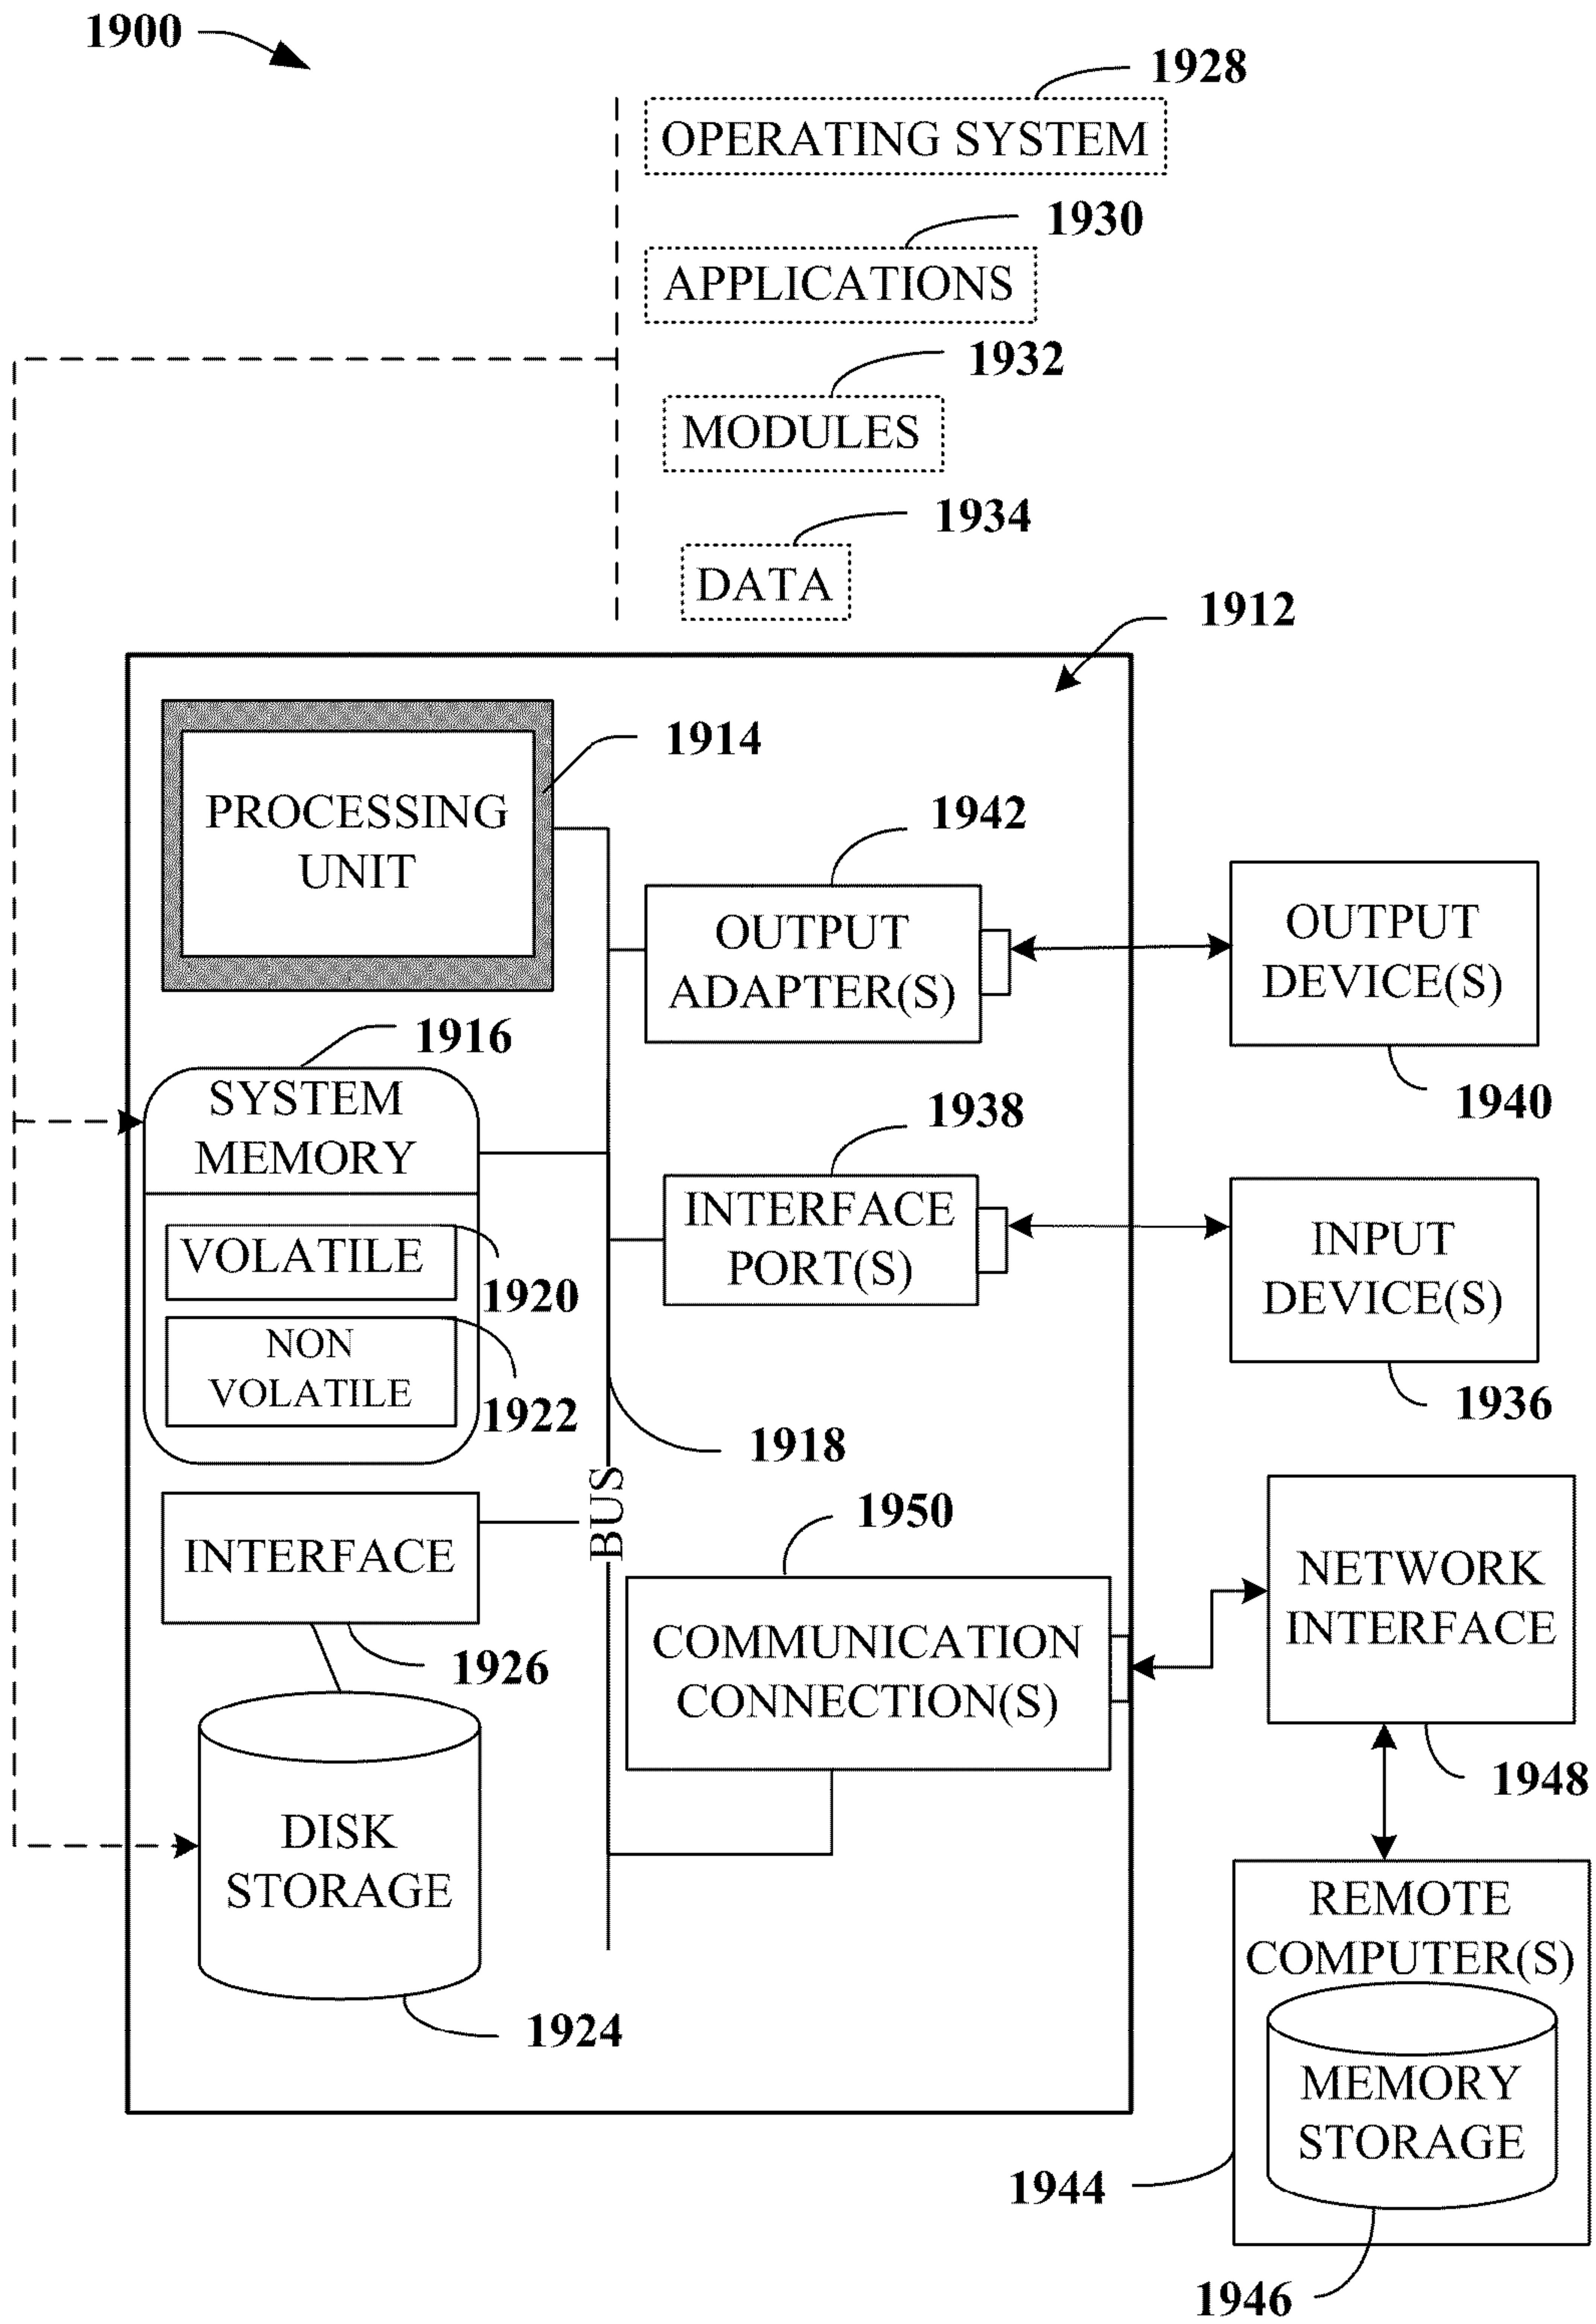 1900
1928
OPERATING SYSTEM
1930
APPLICATIONS
1932
MODULES
1934
DATA
1912
1914
PROCESSING
UNIT
1942
OUTPUT
ADAPTER(S)
OUTPUT
DEVICE(S)
1940
1916
SYSTEM
MEMORY
1938
INTERFACE
PORT(S)
INPUT
DEVICE(S)
1936
VOLATILE
1920
NON
VOLATILE
1922
1918
BUS
1950
INTERFACE
1926
COMMUNICATION
CONNECTION(S)
NETWORK
INTERFACE
1948
DISK
STORAGE
1924
REMOTE
COMPUTER(S)
MEMORY
STORAGE
1944
1946